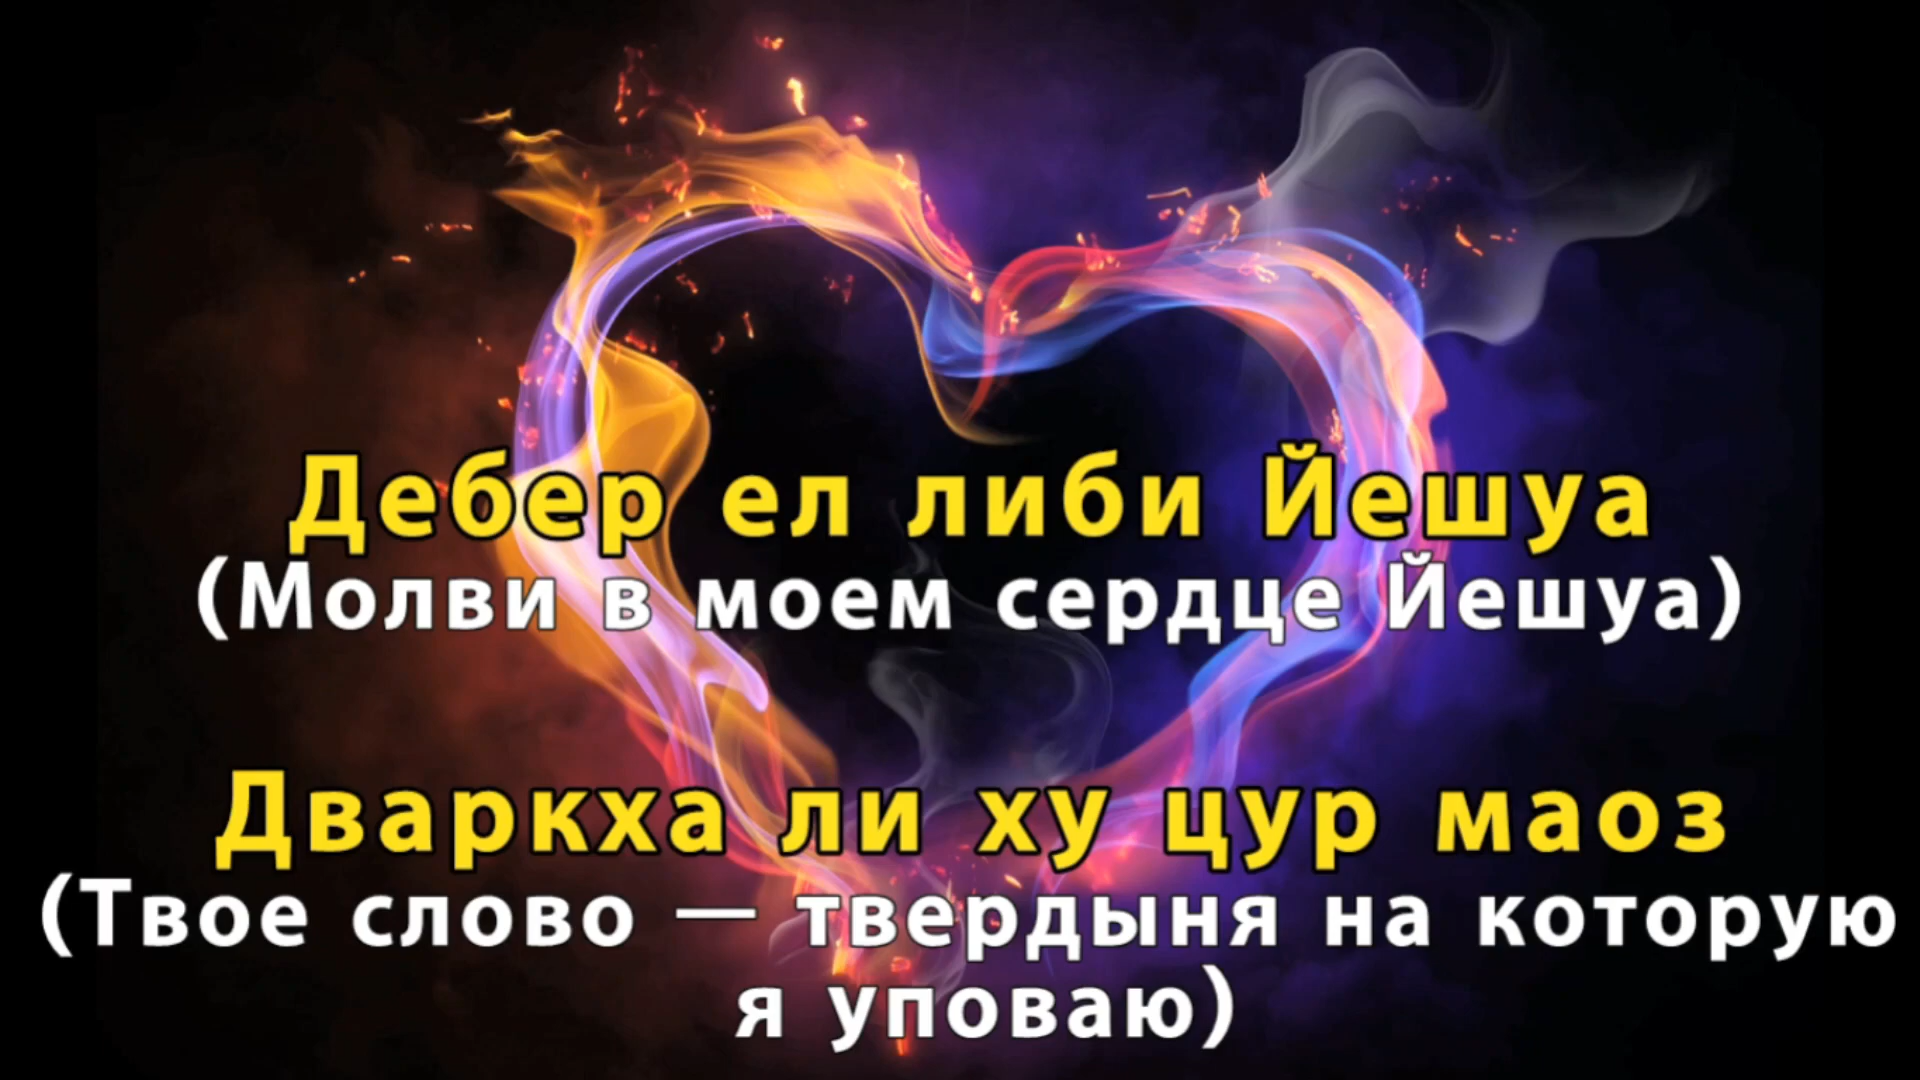 Дебер ел либи Йешуа
(Молви в моем сердце Йешуа)
Дваркха ли ху цур маоз
(Твое слово — твердыня на которую
я уповаю)